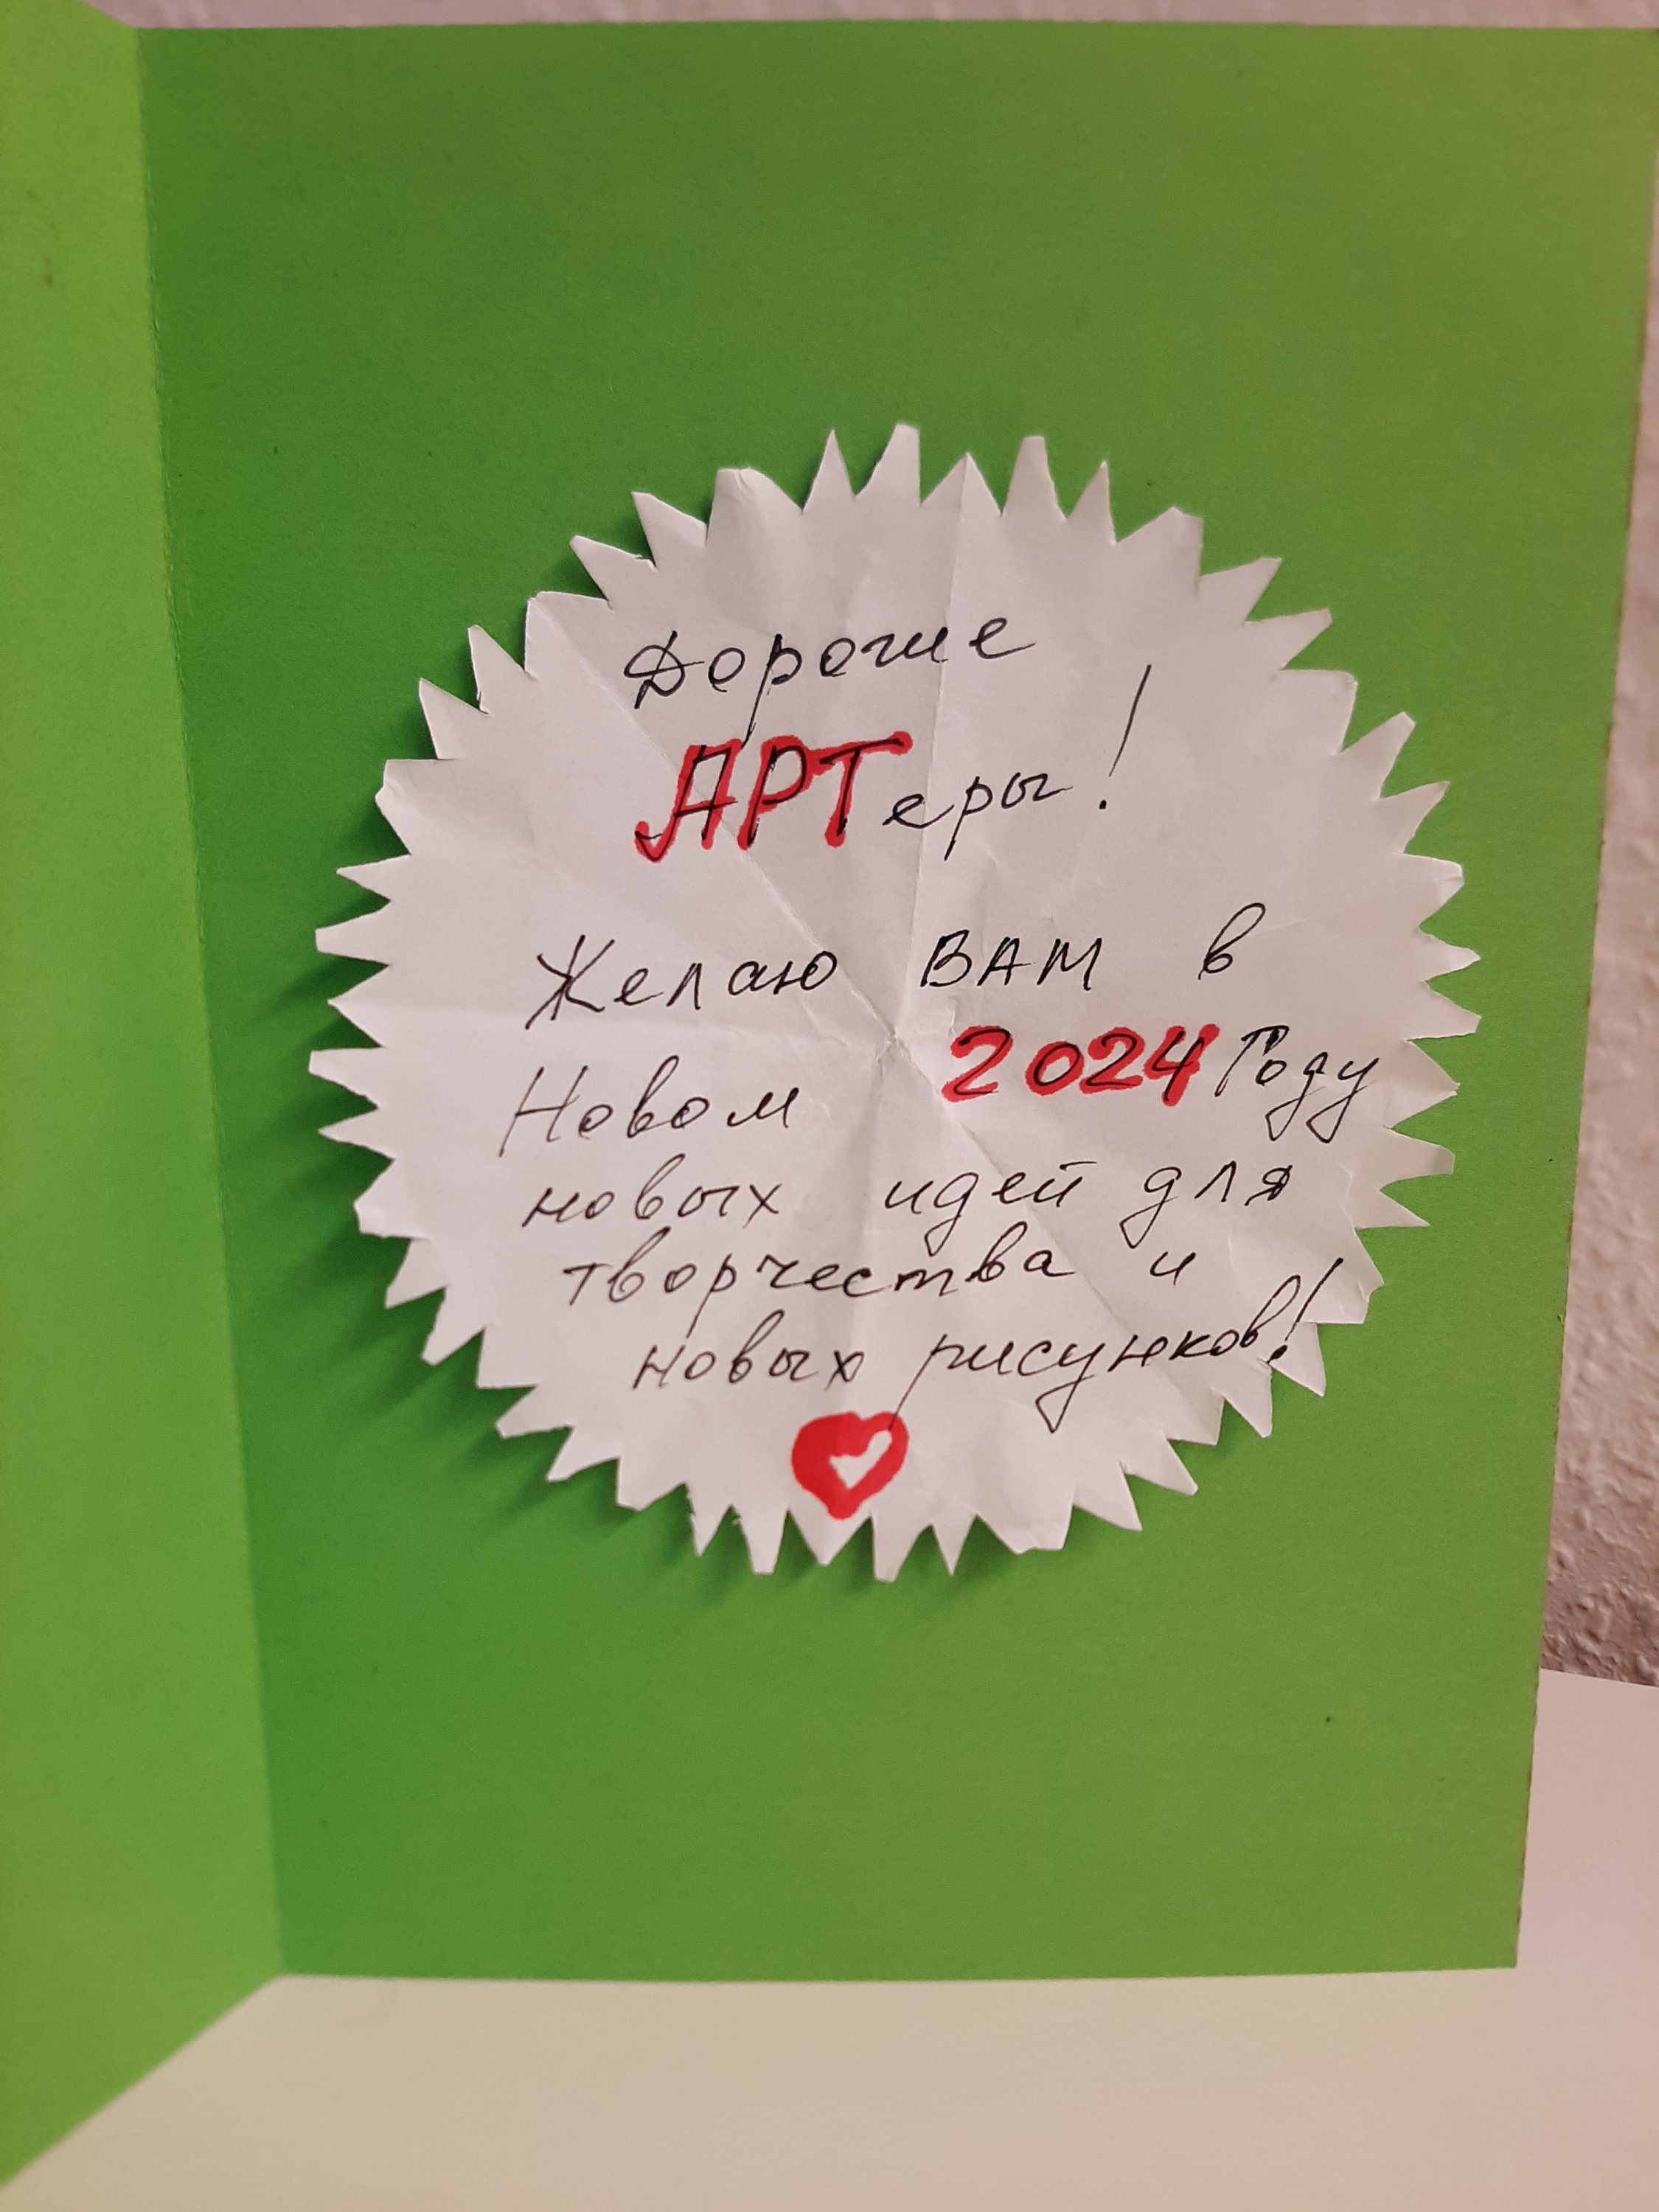 Дорогие
АРТеры!
Желаю ВАМ в
Новом 2024 Году
новых идей для
творчества и
новых рисунков!